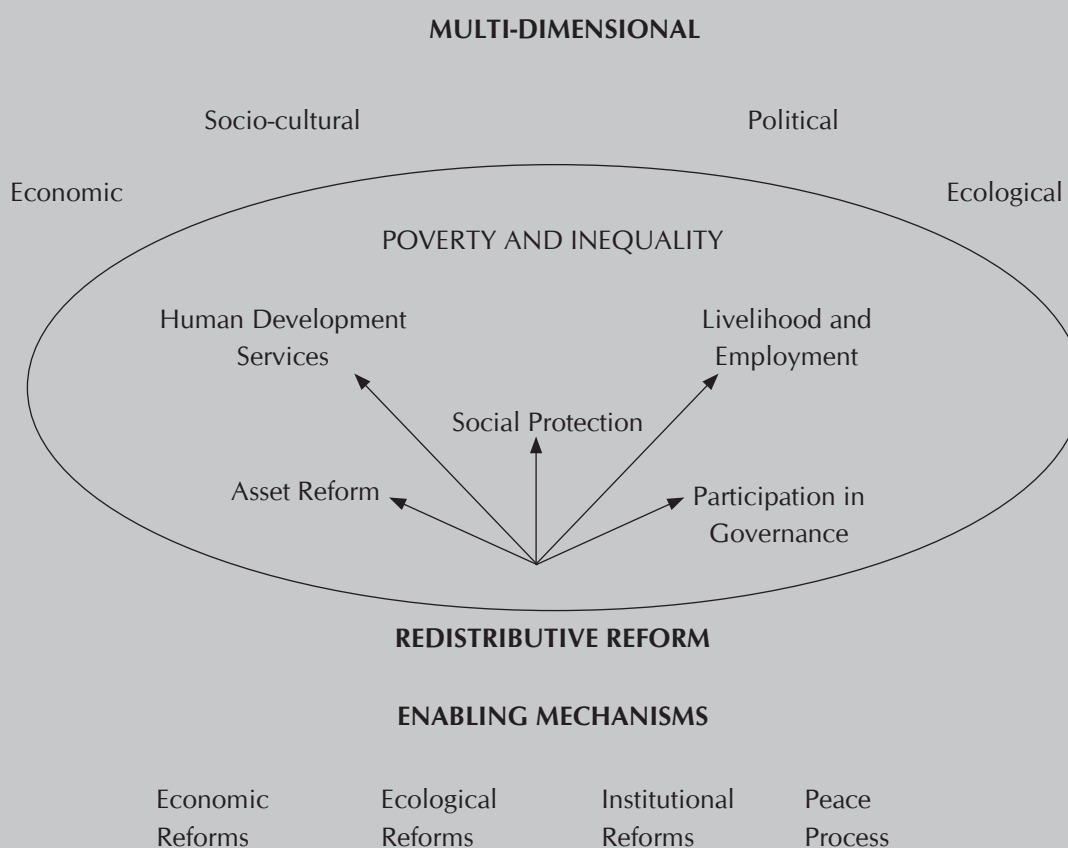 MULTI-DIMENSIONAL
Socio-cultural
Political
Economic
Ecological
POVERTY AND INEQUALITY
Human Development
Services
Livelihood and
Employment
Social Protection
Asset Reform
Participation in
Governance
REDISTRIBUTIVE REFORM
ENABLING MECHANISMS
Economic
Reforms
Ecological
Reforms
Institutional
Reforms
Peace
Process